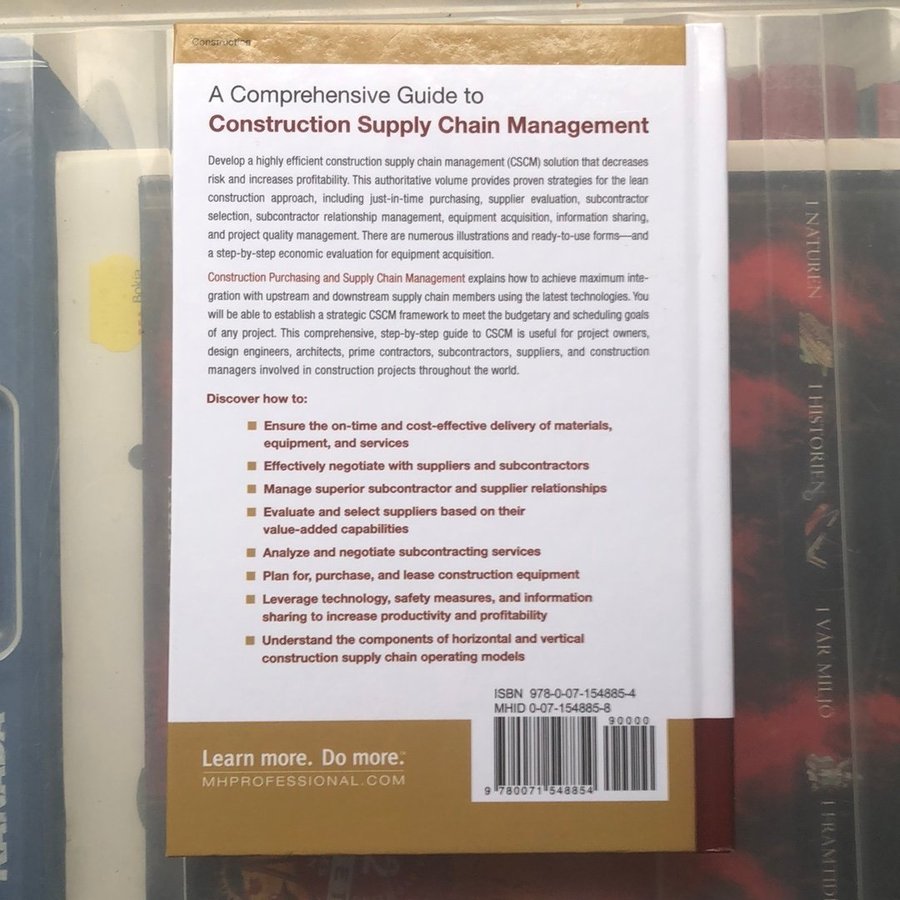 Construction
A Comprehensive Guide to
Construction Supply Chain Management
Develop a highly efficient construction supply chain management (CSCM) solution that decreases
risk and increases profitability. This authoritative volume provides proven strategies for the lean
construction approach, including just-in-time purchasing, supplier evaluation, subcontractor
selection, subcontractor relationship management, equipment acquisition, information sharing,
and project quality management. There are numerous illustrations and ready-to-use forms—and
a step-by-step economic evaluation for equipment acquisition.
Construction Purchasing and Supply Chain Management explains how to achieve maximum inte-
gration with upstream and downstream supply chain members using the latest technologies. You
will be able to establish a strategic CSCM framework to meet the budgetary and scheduling goals
of any project. This comprehensive, step-by-step guide to CSCM is useful for project owners,
design engineers, architects, prime contractors, subcontractors, suppliers, and construction
managers involved in construction projects throughout the world.
Discover how to:
Ensure the on-time and cost-effective delivery of materials,
equipment, and services
Effectively negotiate with suppliers and subcontractors
Manage superior subcontractor and supplier relationships
Evaluate and select suppliers based on their
value-added capabilities
Analyze and negotiate subcontracting services
Plan for, purchase, and lease construction equipment
Leverage technology, safety measures, and information
sharing to increase productivity and profitability
Understand the components of horizontal and vertical
construction supply chain operating models
ISBN 978-0-07-154885-4
MHID 0-07-154885-8
90000
9 780071 548854
Learn more. Do more.
MHPROFESSIONAL.COM
I NATUREN
I HISTORIEN
I VÅR MILJÖ
I FRAMTID
KANADA
Bokia